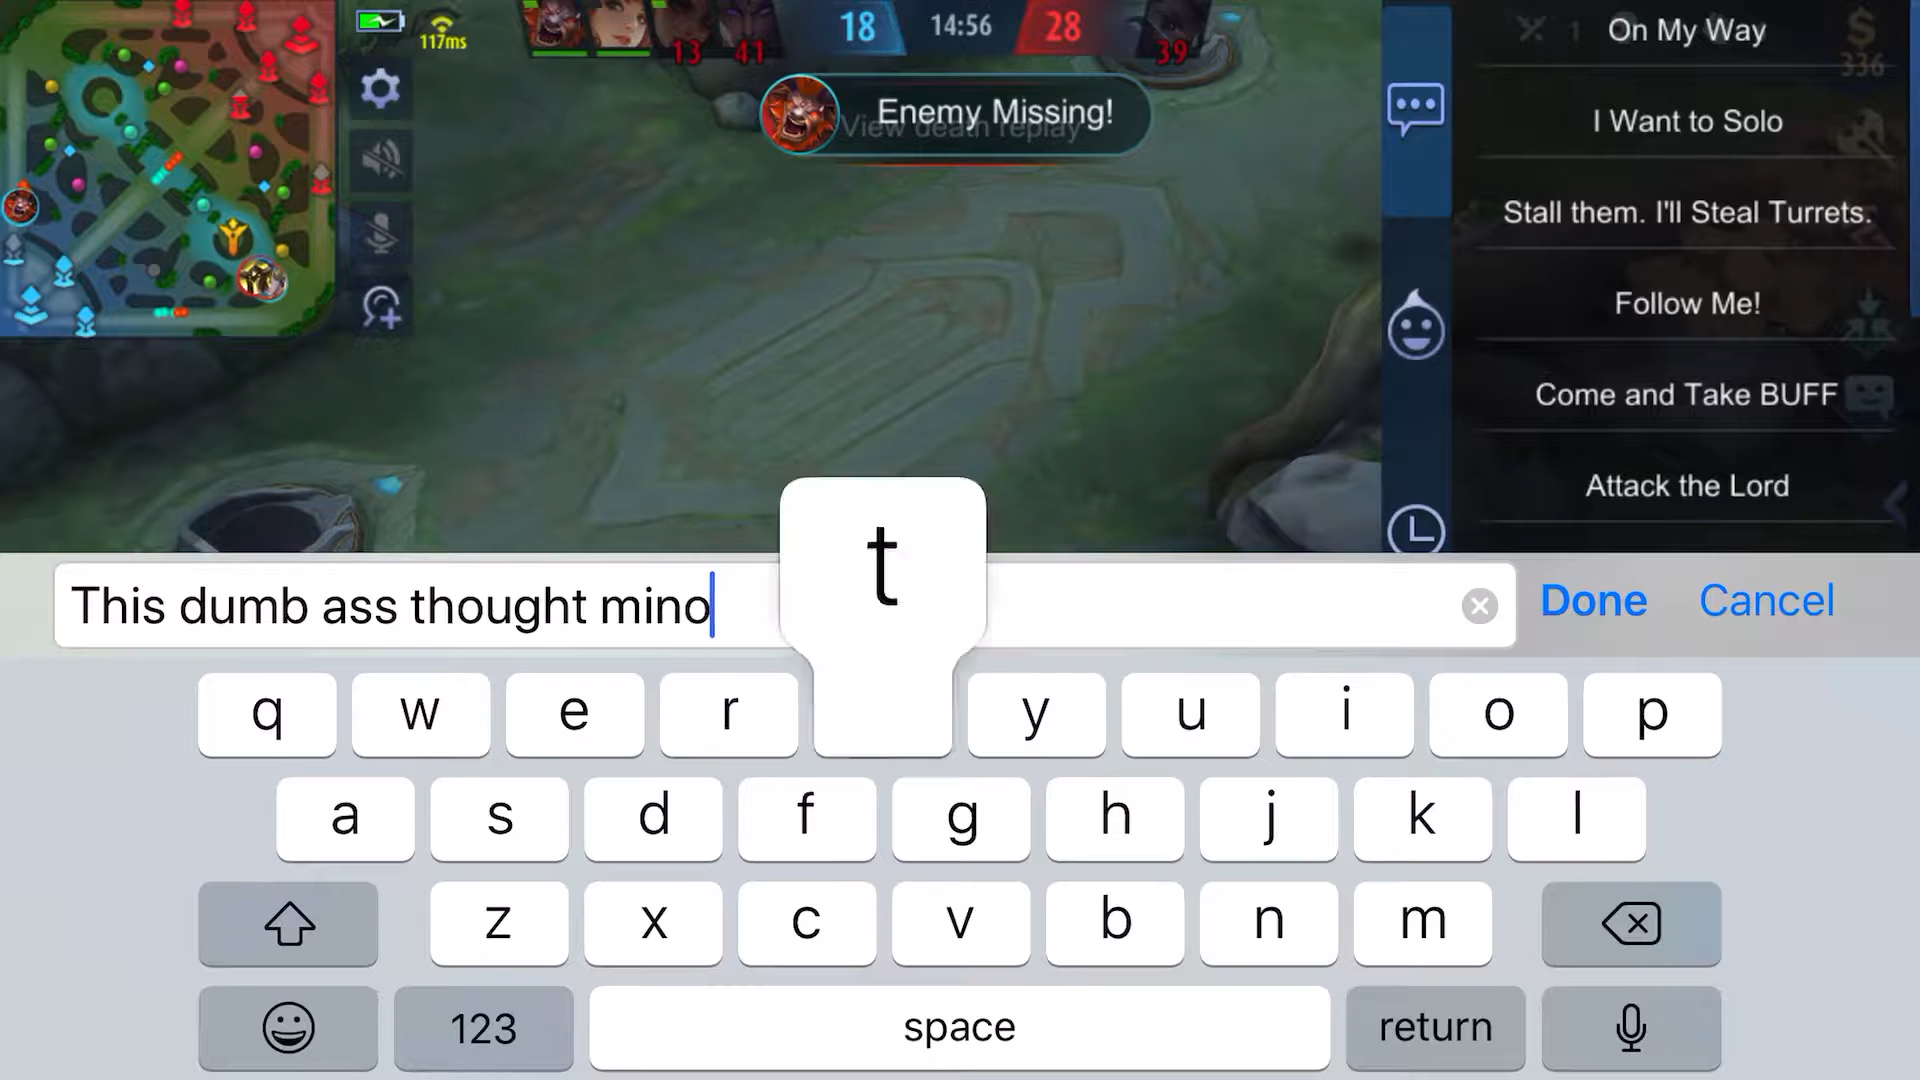 117ms
13
41
18
14:56
28
39
Enemy Missing!
View death replay
1
On My Way
336
I Want to Solo
Stall them. I'll Steal Turrets.
Follow Me!
Come and Take BUFF
Attack the Lord
This dumb ass thought mino
Done
Cancel
t
q w e r y u i o p
a s d f g h j k l
z x c v b n m
123
space
return